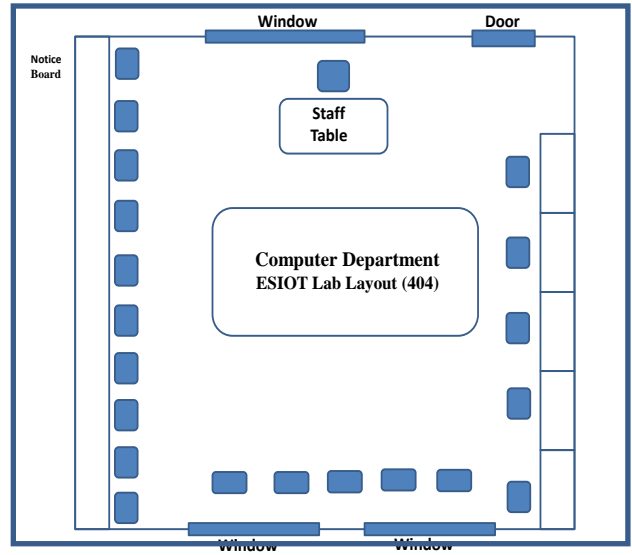 Window
Door
Notice
Board
Staff
Table
Computer Department
ESIOT Lab Layout (404)
Window
Window